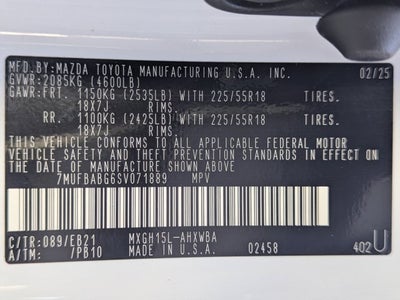 MFD.BY:MAZDA TOYOTA MANUFACTURING U.S.A. INC. 02/25
GVWR:2085KG (4600LB)
GAWR:FRT. 1150KG (2535LB) WITH 225/55R18 TIRES.
18X7J RIMS.
RR. 1100KG (2425LB) WITH 225/55R18 TIRES.
18X7J RIMS.
THIS VEHICLE CONFORMS TO ALL APPLICABLE FEDERAL MOTOR
VEHICLE SAFETY AND THEFT PREVENTION STANDARDS IN EFFECT ON
THE DATE OF MANUFACTURE SHOWN ABOVE.
7MUFBABG6SV071889 MPV
C/TR:089/EB21 MXGH15L-AHXWBA
A/TM: /PB10 MADE IN U.S.A. 02458 402 U